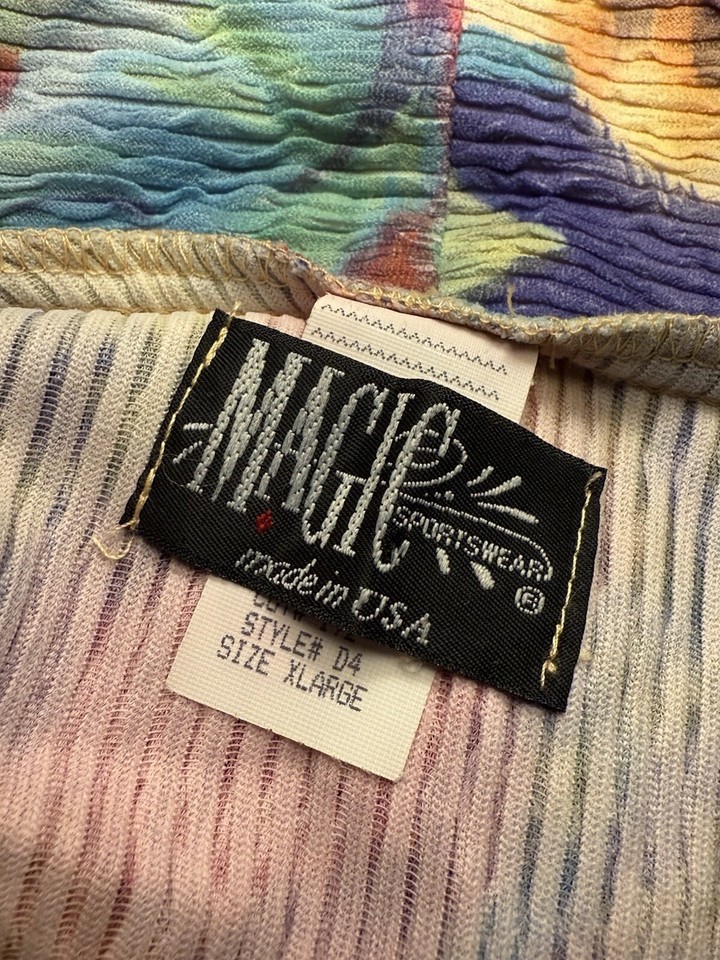 MAGIC
SPORTSWEAR
®
made in USA
STYLE# D4
SIZE XLARGE